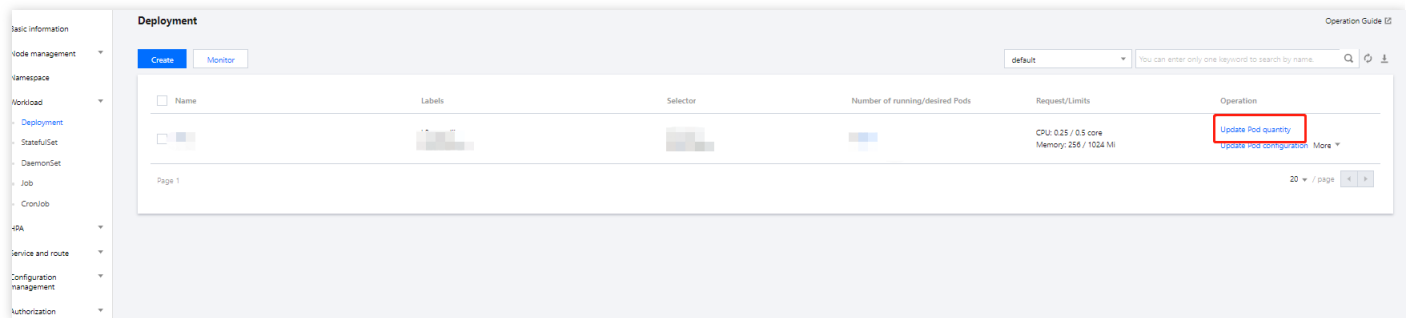 Deployment
Operation Guide
Basic information
Node management
Namespace
Workload
Deployment
StatefulSet
DaemonSet
Job
CronJob
HPA
Service and route
Configuration management
Authorization
Create
Monitor
default
You can enter only one keyword to search by name.
Name
Labels
Selector
Number of running/desired Pods
Request/Limits
Operation
CPU: 0.25 / 0.5 core
Memory: 256 / 1024 Mi
Update Pod quantity
Update Pod configuration More
Page 1
20 / page